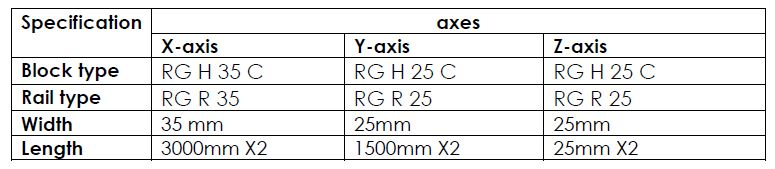 Specification axes
X-axis Y-axis Z-axis
Block type RG H 35 C RG H 25 C RG H 25 C
Rail type RG R 35 RG R 25 RG R 25
Width 35 mm 25mm 25mm
Length 3000mm X2 1500mm X2 25mm X2